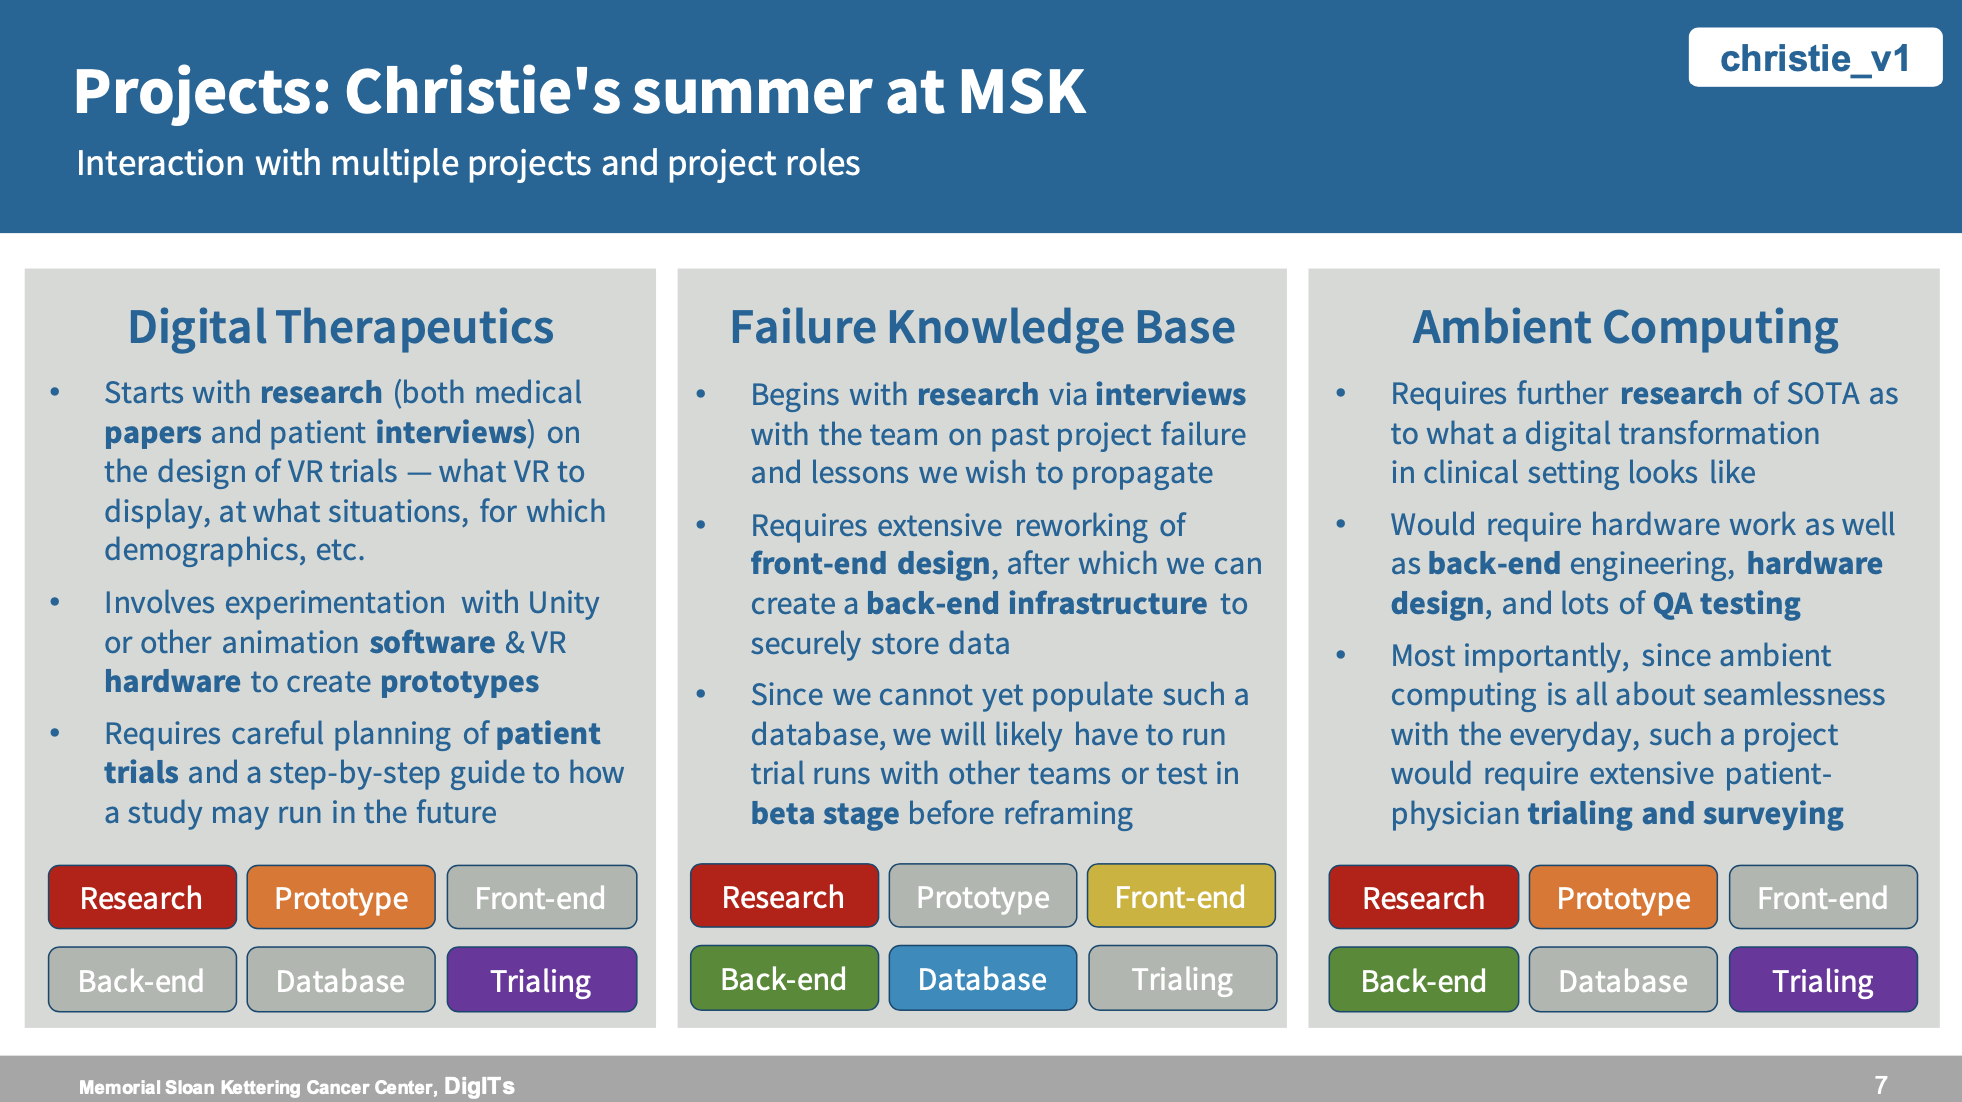 christie_v1
Projects: Christie's summer at MSK
Interaction with multiple projects and project roles
Digital Therapeutics
• Starts with research (both medical
papers and patient interviews) on
the design of VR trials — what VR to
display, at what situations, for which
demographics, etc.
• Involves experimentation with Unity
or other animation software & VR
hardware to create prototypes
• Requires careful planning of patient
trials and a step-by-step guide to how
a study may run in the future
Research Prototype Front-end
Back-end Database Trialing
Failure Knowledge Base
• Begins with research via interviews
with the team on past project failure
and lessons we wish to propagate
• Requires extensive reworking of
front-end design, after which we can
create a back-end infrastructure to
securely store data
• Since we cannot yet populate such a
database, we will likely have to run
trial runs with other teams or test in
beta stage before reframing
Research Prototype Front-end
Back-end Database Trialing
Ambient Computing
• Requires further research of SOTA as
to what a digital transformation
in clinical setting looks like
• Would require hardware work as well
as back-end engineering, hardware
design, and lots of QA testing
• Most importantly, since ambient
computing is all about seamlessness
with the everyday, such a project
would require extensive patient-
physician trialing and surveying
Research Prototype Front-end
Back-end Database Trialing
Memorial Sloan Kettering Cancer Center, DigITs
7